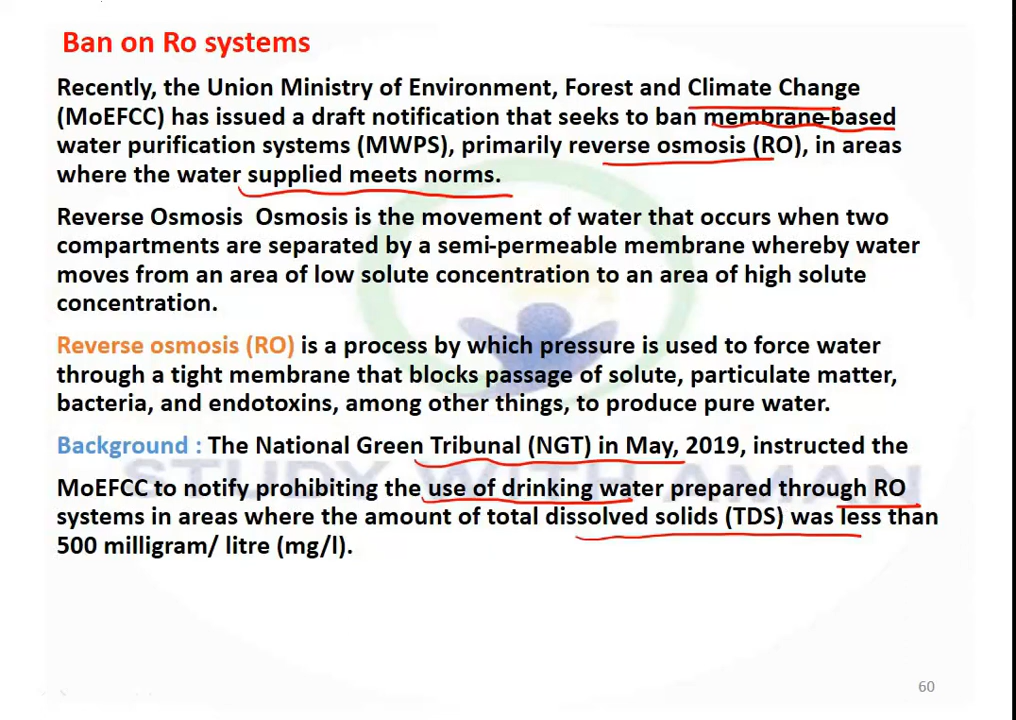 Ban on Ro systems
Recently, the Union Ministry of Environment, Forest and Climate Change
(MoEFCC) has issued a draft notification that seeks to ban membrane-based
water purification systems (MWPS), primarily reverse osmosis (RO), in areas
where the water supplied meets norms.
Reverse Osmosis  Osmosis is the movement of water that occurs when two
compartments are separated by a semi-permeable membrane whereby water
moves from an area of low solute concentration to an area of high solute
concentration.
Reverse osmosis (RO) is a process by which pressure is used to force water
through a tight membrane that blocks passage of solute, particulate matter,
bacteria, and endotoxins, among other things, to produce pure water.
Background : The National Green Tribunal (NGT) in May, 2019, instructed the
STUDY WITH AMAN
MoEFCC to notify prohibiting the use of drinking water prepared through RO
systems in areas where the amount of total dissolved solids (TDS) was less than
500 milligram/ litre (mg/l).
60